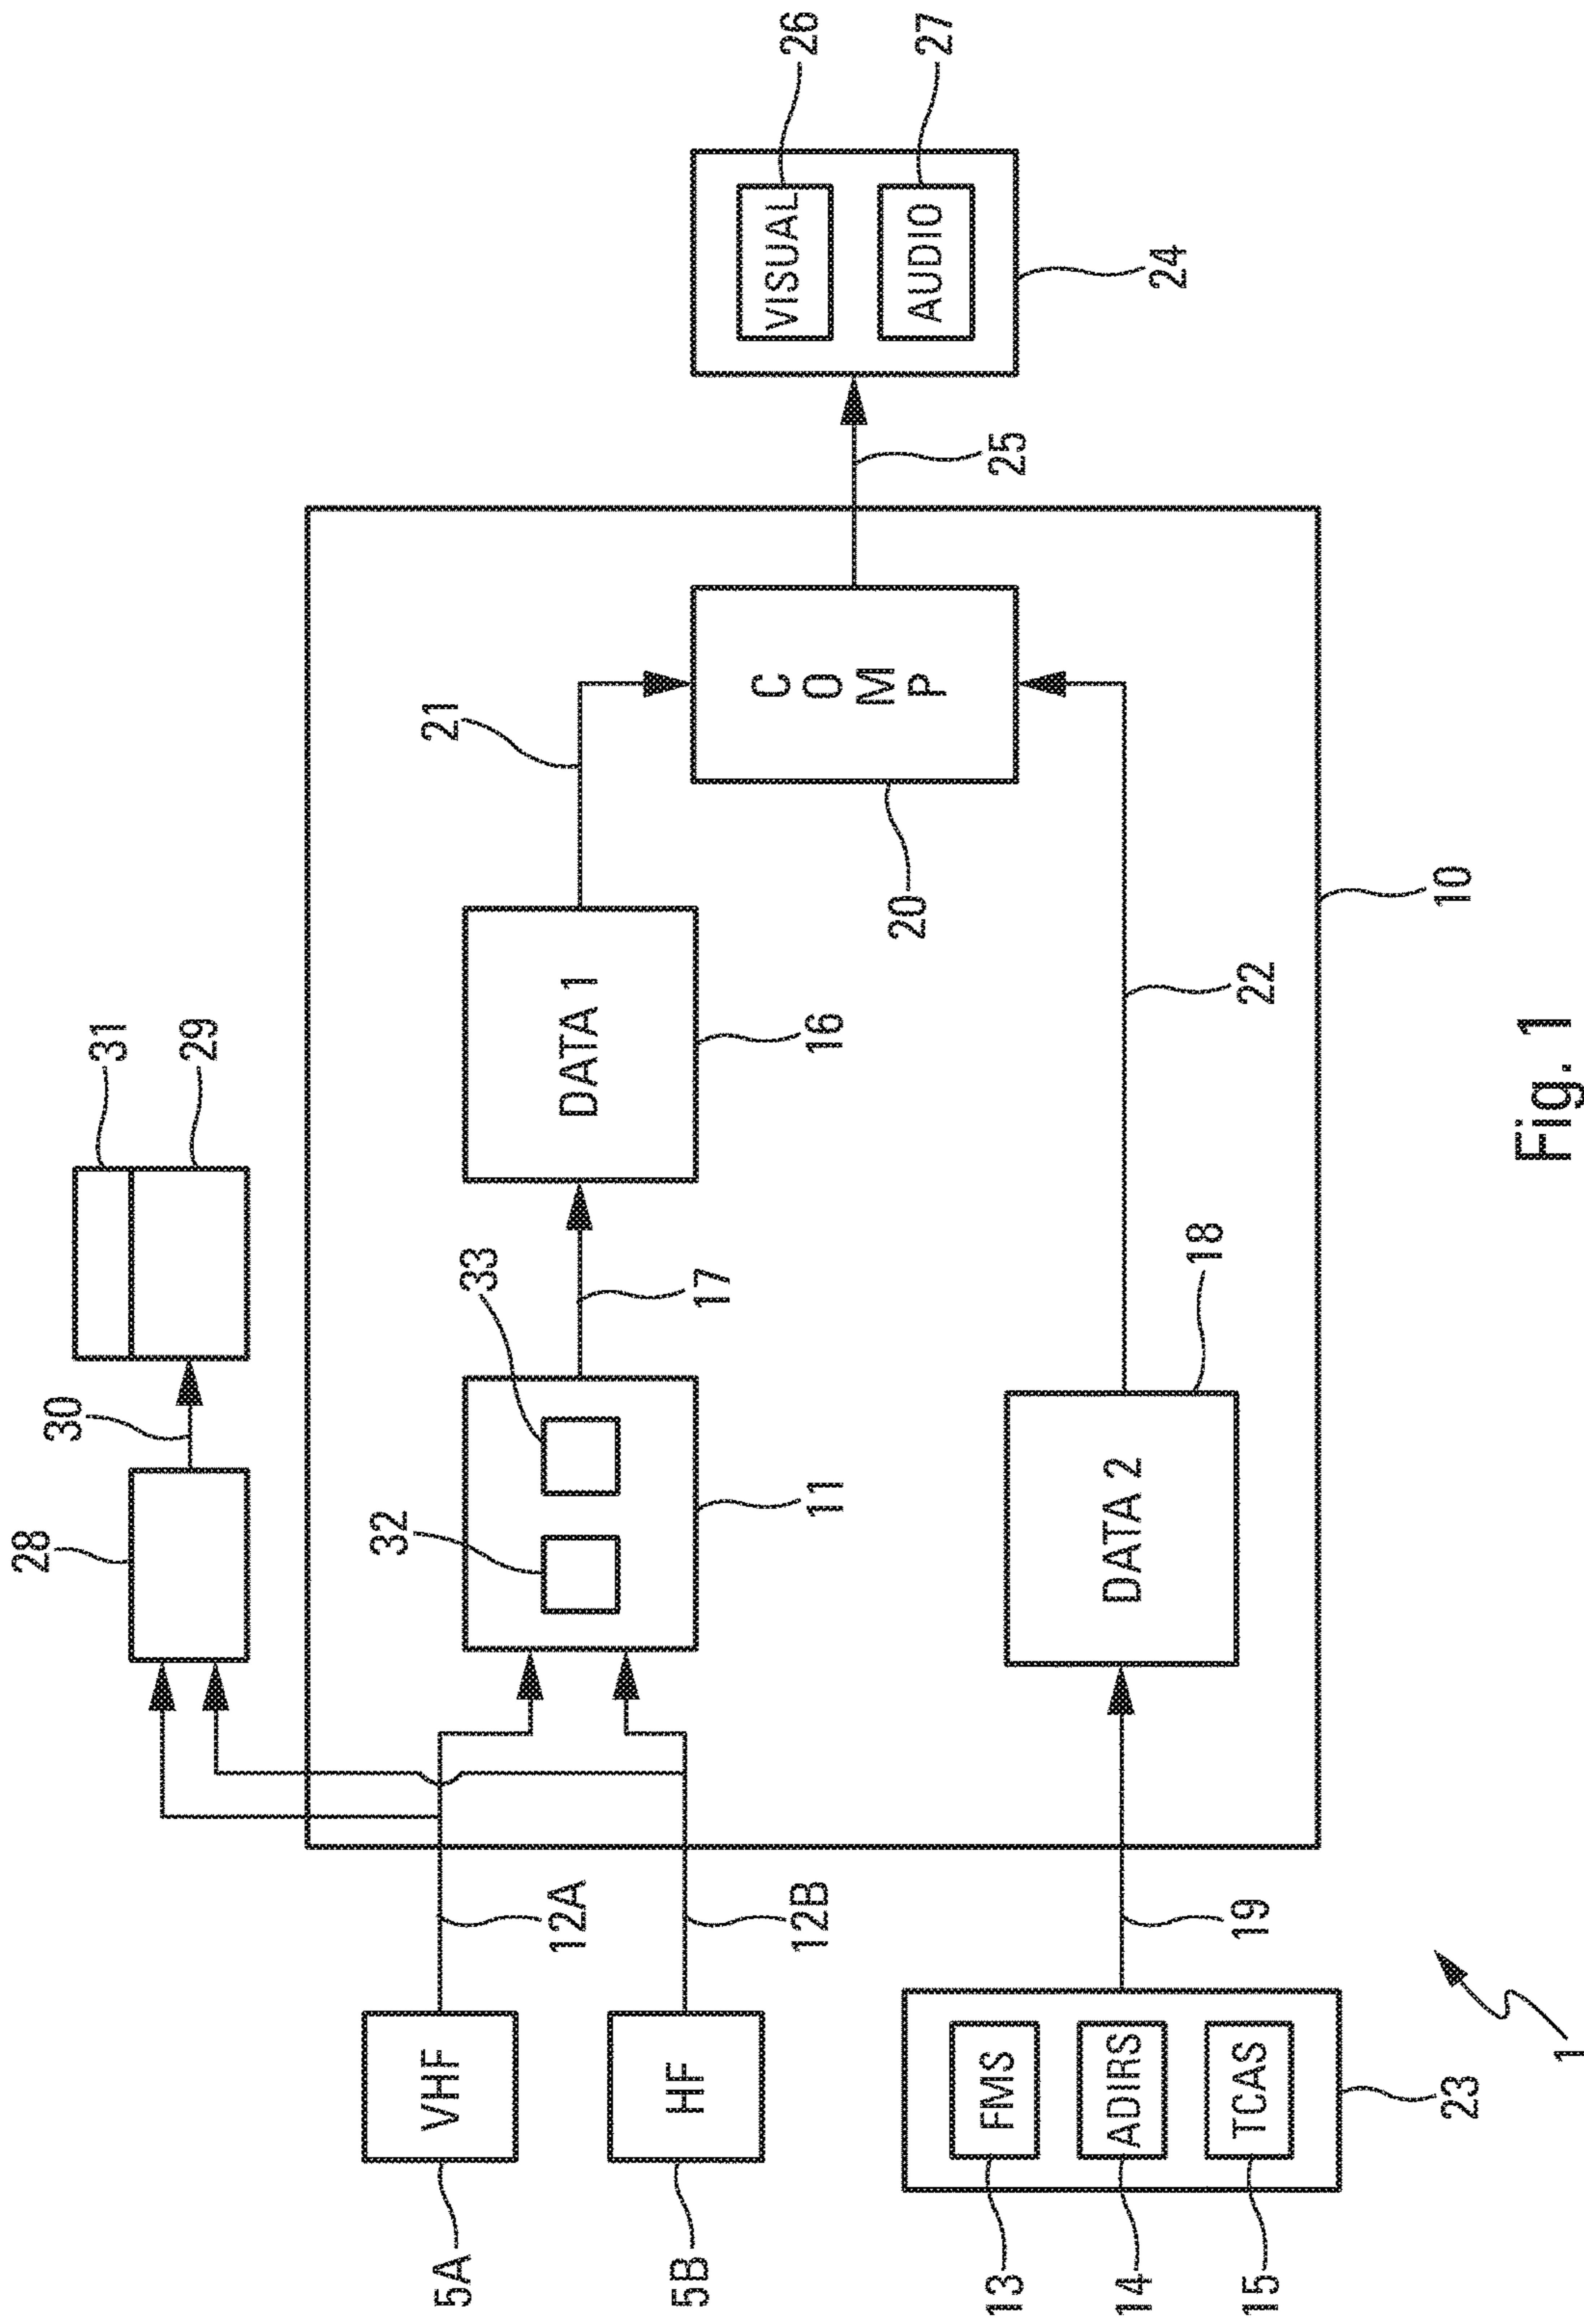 28
30
31
29
32
33
17
11
DATA 1
16
21
C
O
M
P
20
25
VISUAL
26
AUDIO
27
24
VHF
5A
12A
HF
5B
12B
FMS
13
ADIRS
14
TCAS
15
23
19
DATA 2
18
22
10
1
Fig. 1